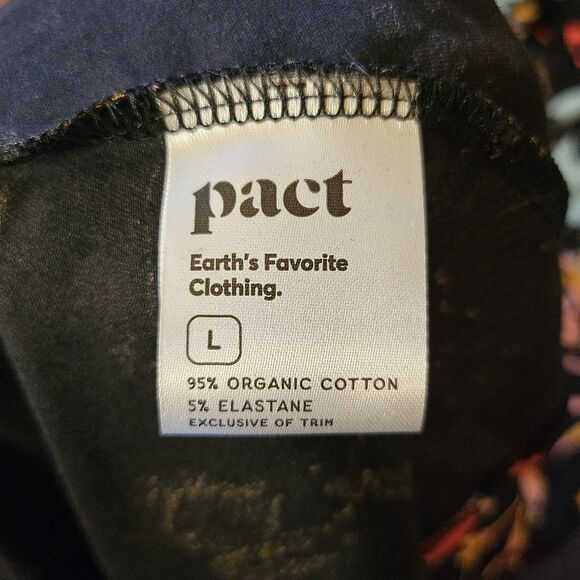 pact
Earth's Favorite
Clothing.
L
95% ORGANIC COTTON
5% ELASTANE
EXCLUSIVE OF TRIM